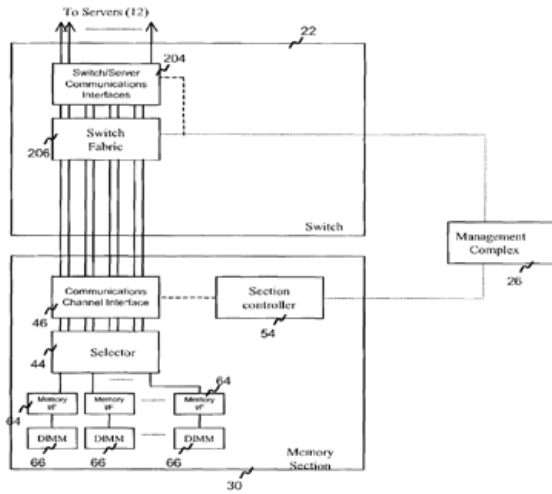 To Servers (12)
22
204
Switch/Server
Communications
Interfaces
Switch
Fabric
206
Switch
Management
Complex
26
Communications
Channel Interface
46
Section
controller
54
Selector
44
64
Memory
I/F
Memory
I/F
Memory
I/F
64
DIMM
DIMM
DIMM
66
66
66
Memory
Section
30